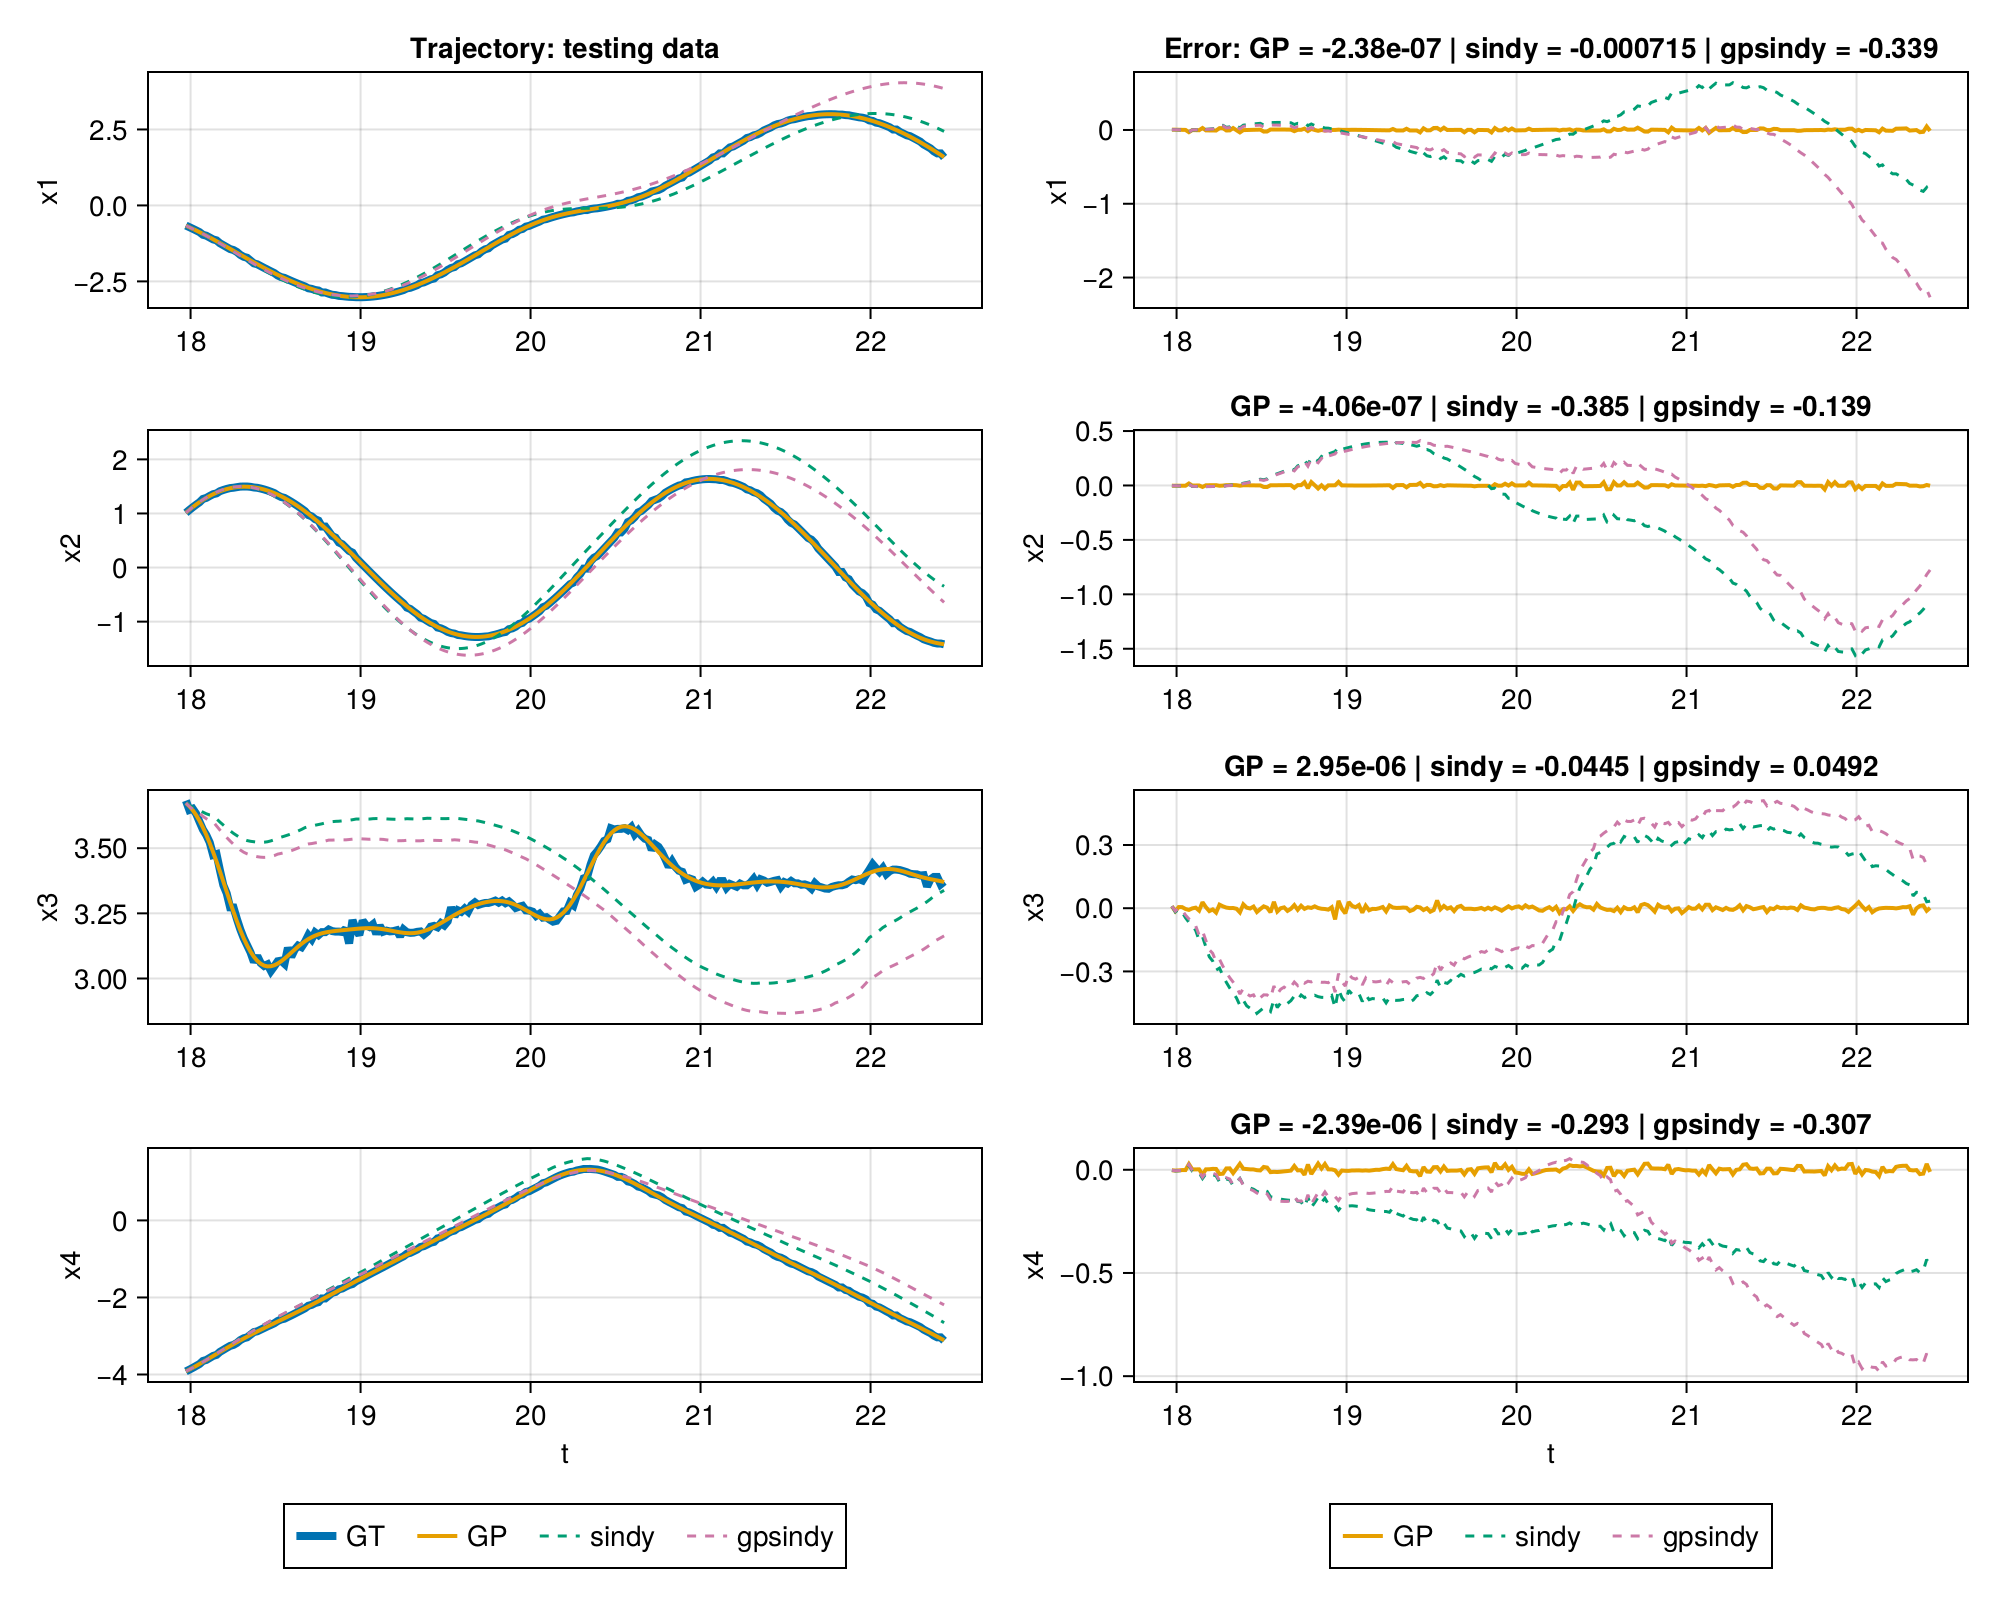 Trajectory: testing data
x1
2.5
0.0
−2.5
18 19 20 21 22
Error: GP = -2.38e-07 | sindy = -0.000715 | gpsindy = -0.339
x1
0
−1
−2
18 19 20 21 22
x2
2
1
0
−1
18 19 20 21 22
GP = -4.06e-07 | sindy = -0.385 | gpsindy = -0.139
x2
0.5
0.0
−0.5
−1.0
−1.5
18 19 20 21 22
x3
3.50
3.25
3.00
18 19 20 21 22
GP = 2.95e-06 | sindy = -0.0445 | gpsindy = 0.0492
x3
0.3
0.0
−0.3
18 19 20 21 22
x4
0
−2
−4
18 19 20 21 22
t
GP = -2.39e-06 | sindy = -0.293 | gpsindy = -0.307
x4
0.0
−0.5
−1.0
18 19 20 21 22
t
GT GP sindy gpsindy
GP sindy gpsindy